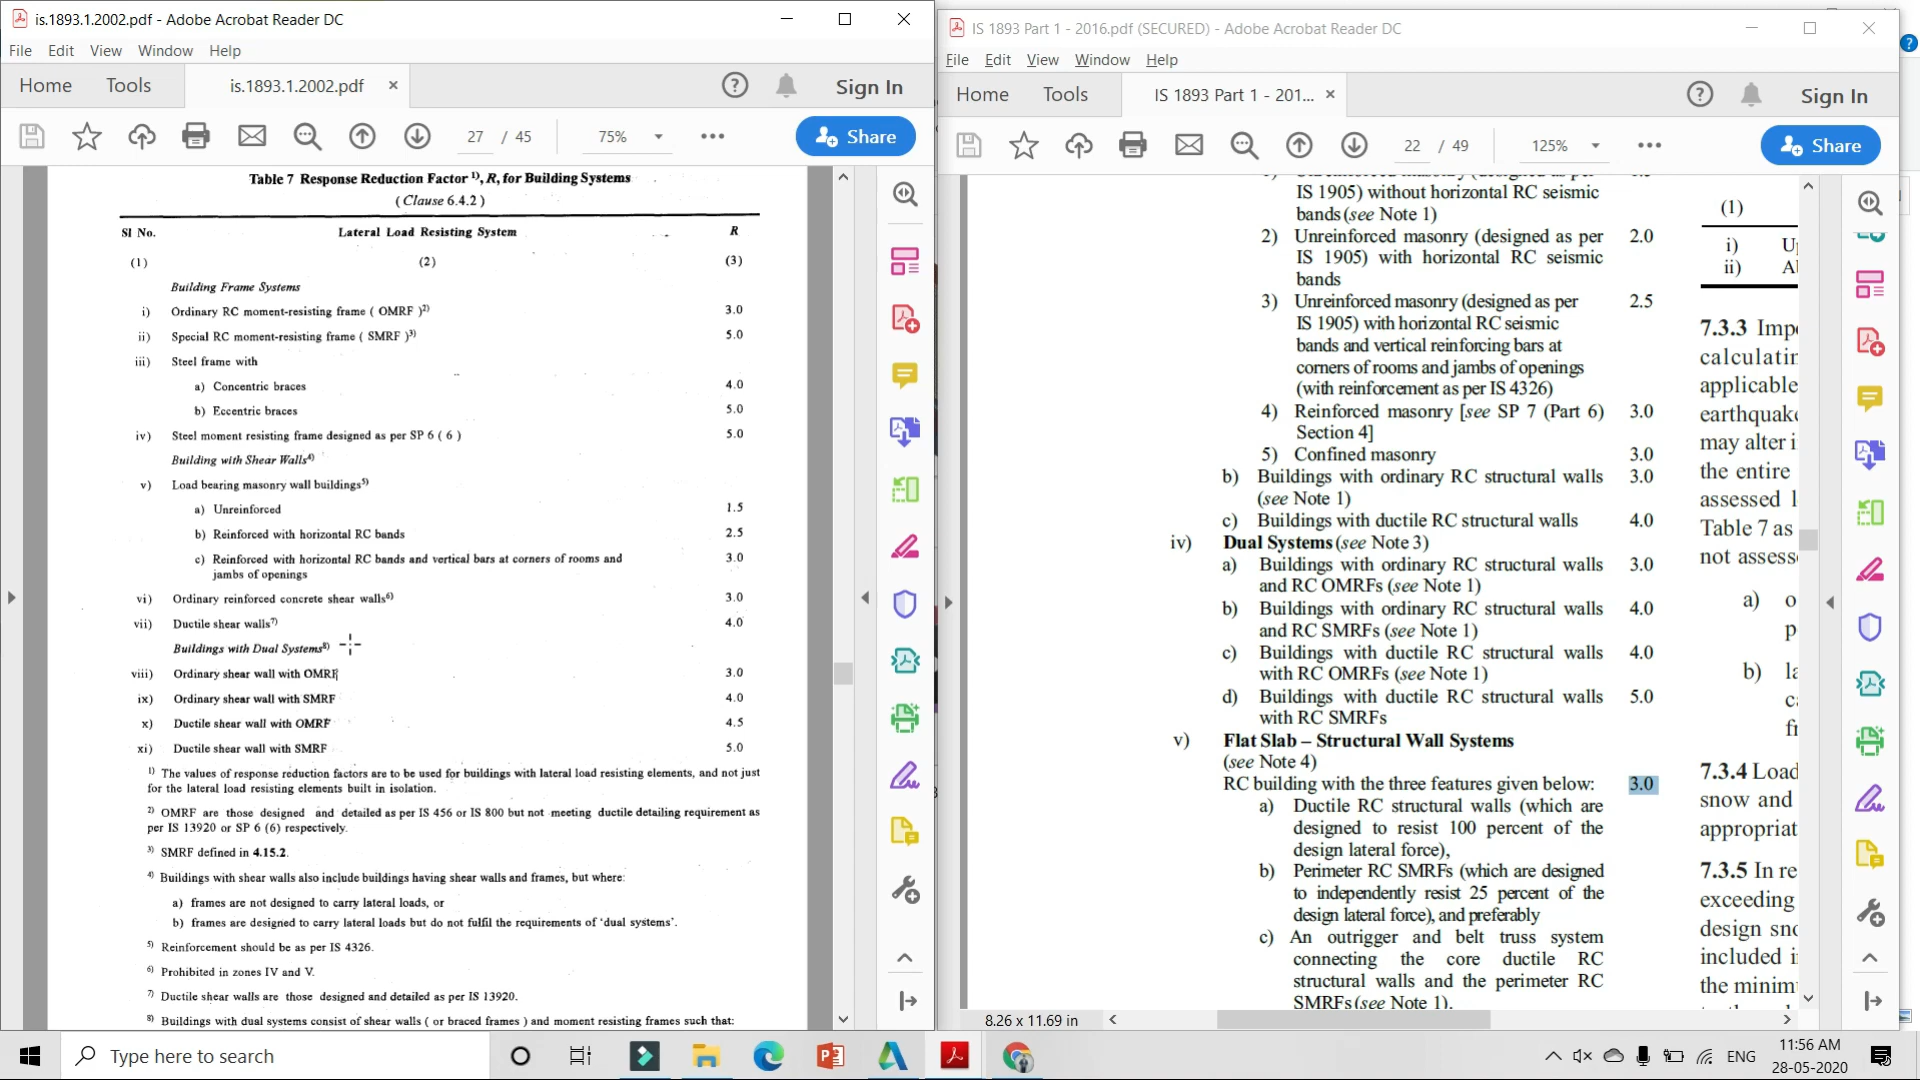 is.1893.1.2002.pdf - Adobe Acrobat Reader DC
File Edit View Window Help
Home Tools is.1893.1.2002.pdf × Sign In
27 / 45 75% Share
Table 7 Response Reduction Factor 1), R, for Building Systems
( Clause 6.4.2 )
Sl No. Lateral Load Resisting System R
(1) (2) (3)
Building Frame Systems
i) Ordinary RC moment-resisting frame ( OMRF )2) 3.0
ii) Special RC moment-resisting frame ( SMRF )3) 5.0
iii) Steel frame with
a) Concentric braces 4.0
b) Eccentric braces 5.0
iv) Steel moment resisting frame designed as per SP 6 ( 6 ) 5.0
Building with Shear Walls4)
v) Load bearing masonry wall buildings5)
a) Unreinforced 1.5
b) Reinforced with horizontal RC bands 2.5
c) Reinforced with horizontal RC bands and vertical bars at corners of rooms and 3.0
jambs of openings
vi) Ordinary reinforced concrete shear walls6) 3.0
vii) Ductile shear walls7) 4.0
Buildings with Dual Systems8)
viii) Ordinary shear wall with OMRF 3.0
ix) Ordinary shear wall with SMRF 4.0
x) Ductile shear wall with OMRF 4.5
xi) Ductile shear wall with SMRF 5.0
1) The values of response reduction factors are to be used for buildings with lateral load resisting elements, and not just
for the lateral load resisting elements built in isolation.
2) OMRF are those designed and detailed as per IS 456 or IS 800 but not meeting ductile detailing requirement as
per IS 13920 or SP 6 (6) respectively.
3) SMRF defined in 4.15.2.
4) Buildings with shear walls also include buildings having shear walls and frames, but where:
a) frames are not designed to carry lateral loads, or
b) frames are designed to carry lateral loads but do not fulfil the requirements of 'dual systems'.
5) Reinforcement should be as per IS 4326.
6) Prohibited in zones IV and V.
7) Ductile shear walls are those designed and detailed as per IS 13920.
8) Buildings with dual systems consist of shear walls ( or braced frames ) and moment resisting frames such that:
IS 1893 Part 1 - 2016.pdf (SECURED) - Adobe Acrobat Reader DC
File Edit View Window Help
Home Tools IS 1893 Part 1 - 201... × Sign In
22 / 49 125% Share
IS 1905) without horizontal RC seismic
bands (see Note 1)
2) Unreinforced masonry (designed as per 2.0
IS 1905) with horizontal RC seismic
bands
3) Unreinforced masonry (designed as per 2.5
IS 1905) with horizontal RC seismic
bands and vertical reinforcing bars at
corners of rooms and jambs of openings
(with reinforcement as per IS 4326)
4) Reinforced masonry [see SP 7 (Part 6) 3.0
Section 4]
5) Confined masonry 3.0
b) Buildings with ordinary RC structural walls 3.0
(see Note 1)
c) Buildings with ductile RC structural walls 4.0
iv) Dual Systems (see Note 3)
a) Buildings with ordinary RC structural walls 3.0
and RC OMRFs (see Note 1)
b) Buildings with ordinary RC structural walls 4.0
and RC SMRFs (see Note 1)
c) Buildings with ductile RC structural walls 4.0
with RC OMRFs (see Note 1)
d) Buildings with ductile RC structural walls 5.0
with RC SMRFs
v) Flat Slab – Structural Wall Systems
(see Note 4)
RC building with the three features given below: 3.0
a) Ductile RC structural walls (which are
designed to resist 100 percent of the
design lateral force),
b) Perimeter RC SMRFs (which are designed
to independently resist 25 percent of the
design lateral force), and preferably
c) An outrigger and belt truss system
connecting the core ductile RC
structural walls and the perimeter RC
SMRFs (see Note 1).
(1)
i)
ii)
7.3.3
applicable
may alter
the entire
assessed
Table 7 as
not
a)
b)
7.3.4 Load
snow and
7.3.5 In
exceeding
design
included
the
8.26 x 11.69 in
Type here to search
ENG
11:56 AM
28-05-2020